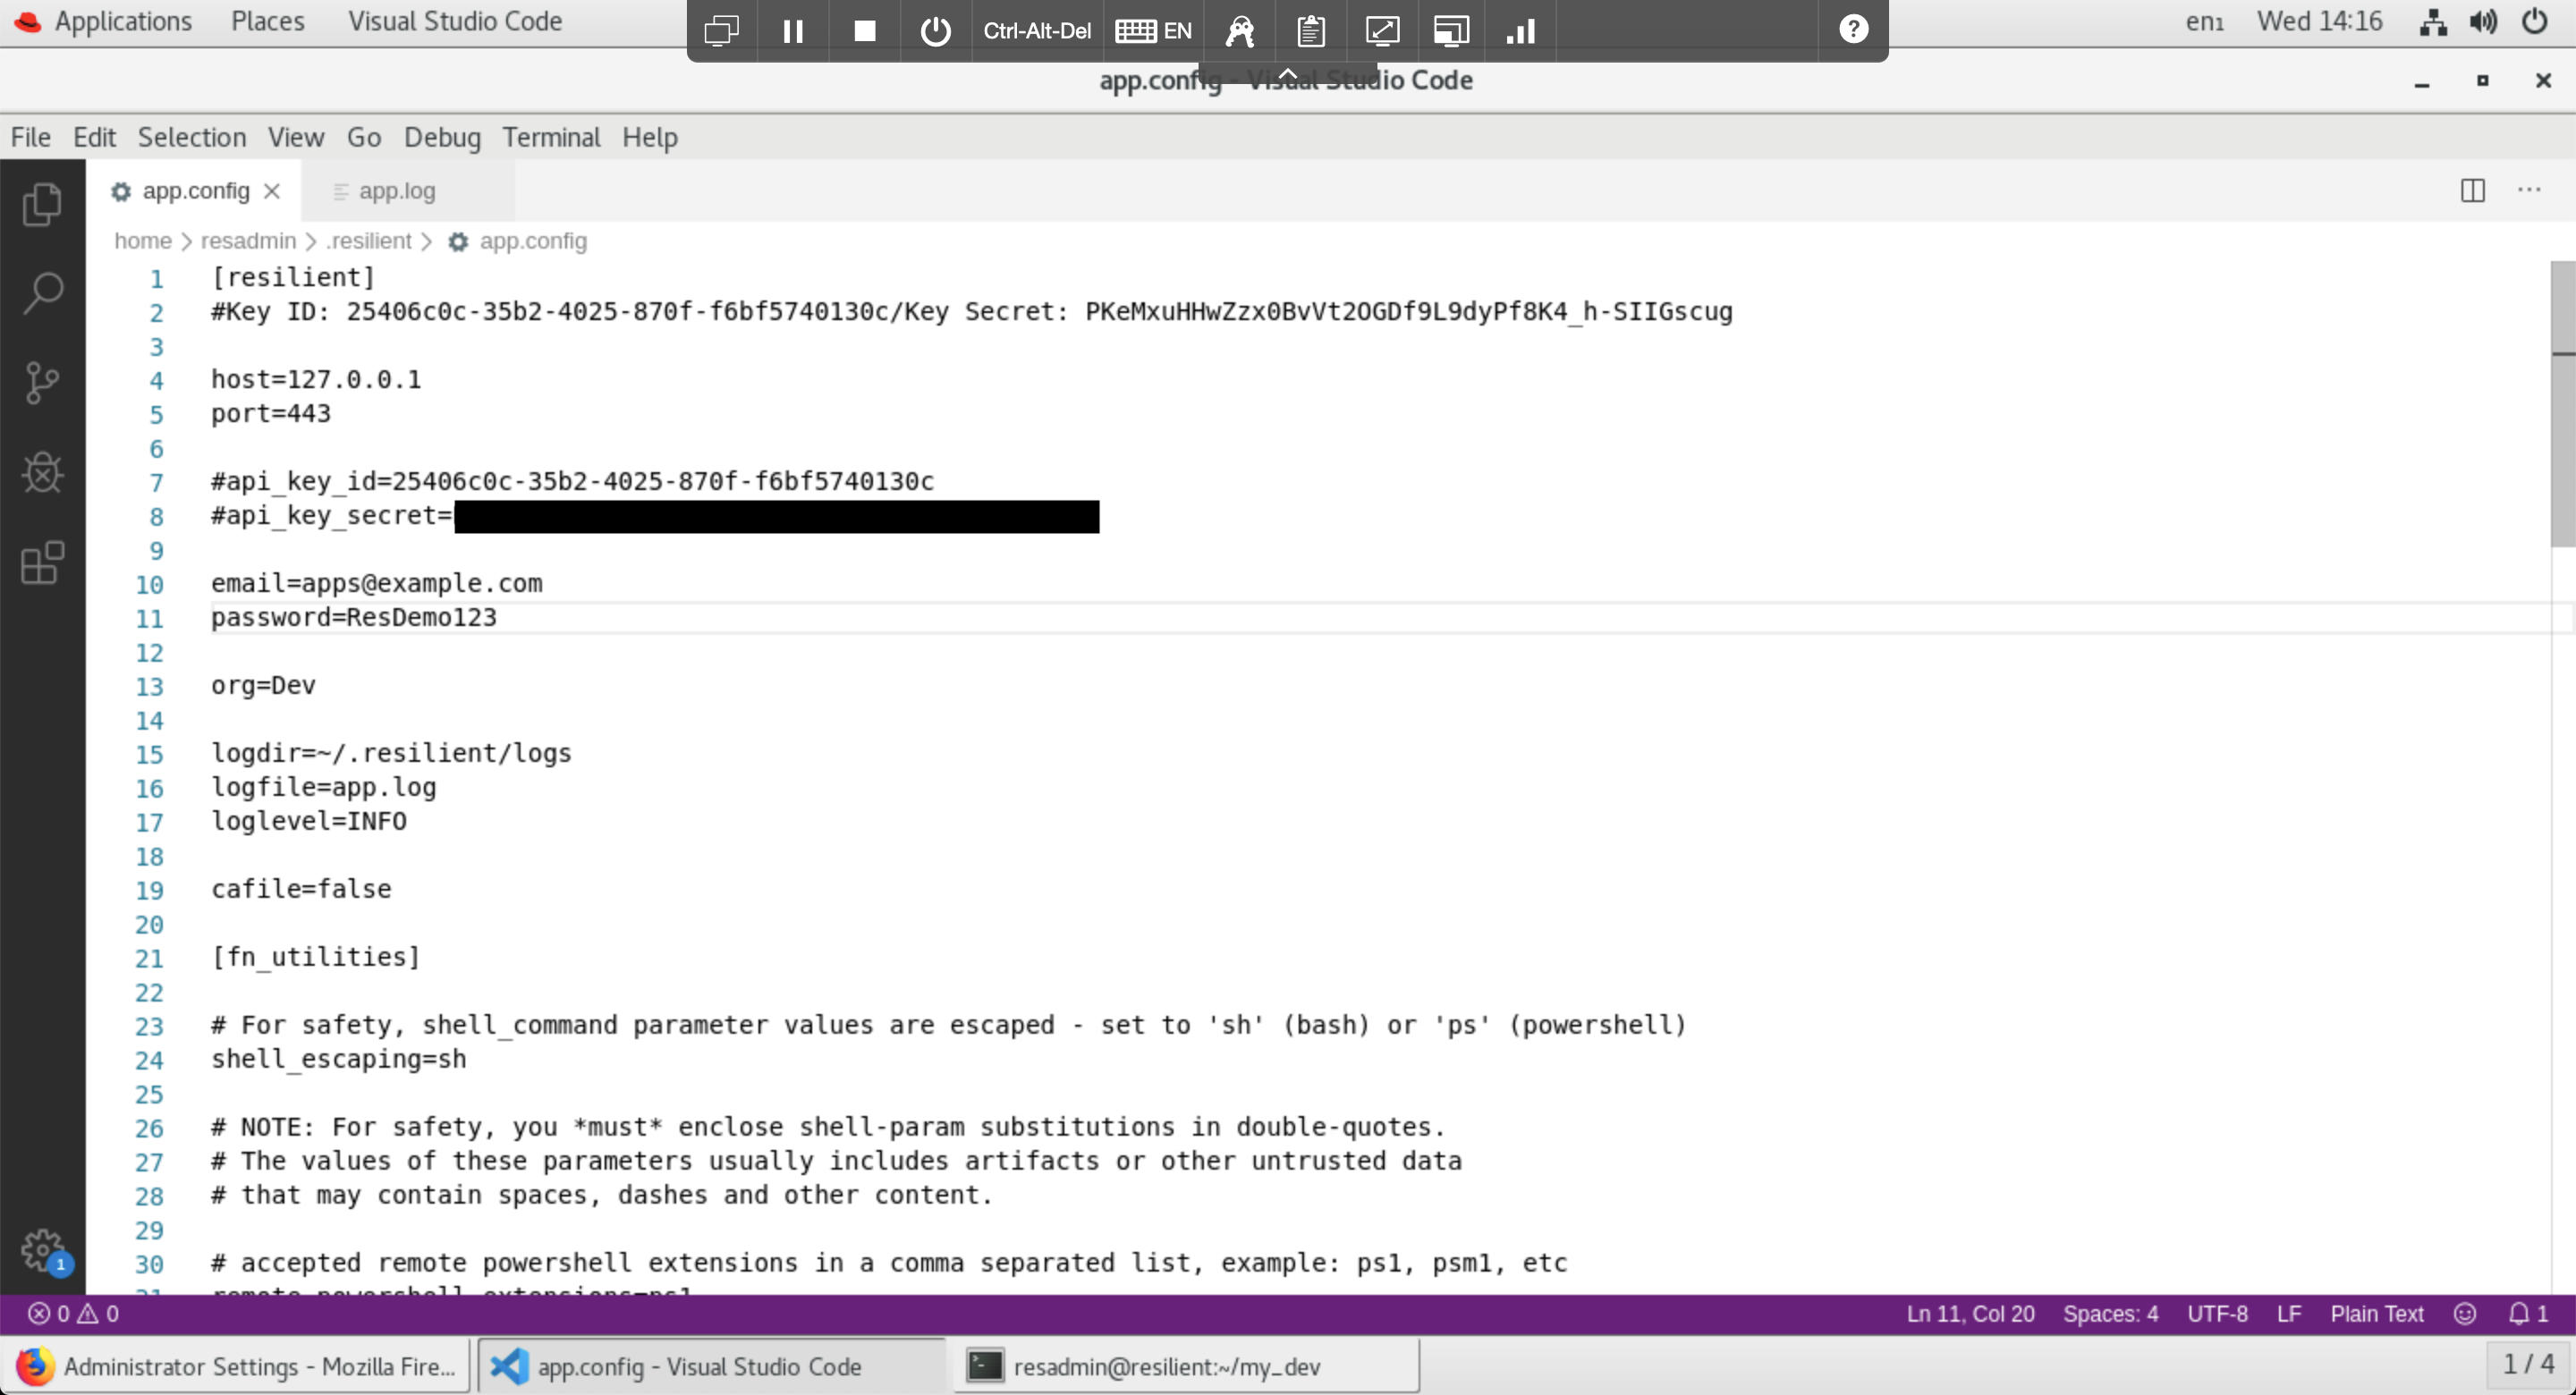 Applications Places Visual Studio Code
Ctrl-Alt-Del EN
en₁ Wed 14:16
app.config - Visual Studio Code
File Edit Selection View Go Debug Terminal Help
app.config app.log
home > resadmin > .resilient > app.config
1 [resilient]
2 #Key ID: 25406c0c-35b2-4025-870f-f6bf5740130c/Key Secret: PKeMxuHHwZzx0BvVt2OGDf9L9dyPf8K4_h-SIIGscug
3
4 host=127.0.0.1
5 port=443
6
7 #api_key_id=25406c0c-35b2-4025-870f-f6bf5740130c
8 #api_key_secret=
9
10 email=apps@example.com
11 password=ResDemo123
12
13 org=Dev
14
15 logdir=~/.resilient/logs
16 logfile=app.log
17 loglevel=INFO
18
19 cafile=false
20
21 [fn_utilities]
22
23 # For safety, shell_command parameter values are escaped - set to 'sh' (bash) or 'ps' (powershell)
24 shell_escaping=sh
25
26 # NOTE: For safety, you *must* enclose shell-param substitutions in double-quotes.
27 # The values of these parameters usually includes artifacts or other untrusted data
28 # that may contain spaces, dashes and other content.
29
30 # accepted remote powershell extensions in a comma separated list, example: ps1, psm1, etc
31 remote_powershell_extensions=ps1
1
0 0 Ln 11, Col 20 Spaces: 4 UTF-8 LF Plain Text 1
Administrator Settings - Mozilla Fire... app.config - Visual Studio Code resadmin@resilient:~/my_dev 1 / 4